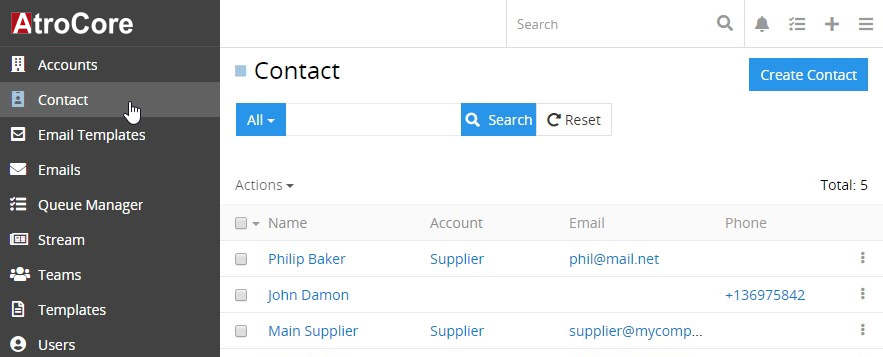 AtroCore
Search
Accounts
Contact
Email Templates
Emails
Queue Manager
Stream
Teams
Templates
Users
Contact
Create Contact
All
Search
Reset
Actions
Total: 5
Name Account Email Phone
Philip Baker Supplier phil@mail.net
John Damon +136975842
Main Supplier Supplier supplier@mycomp...